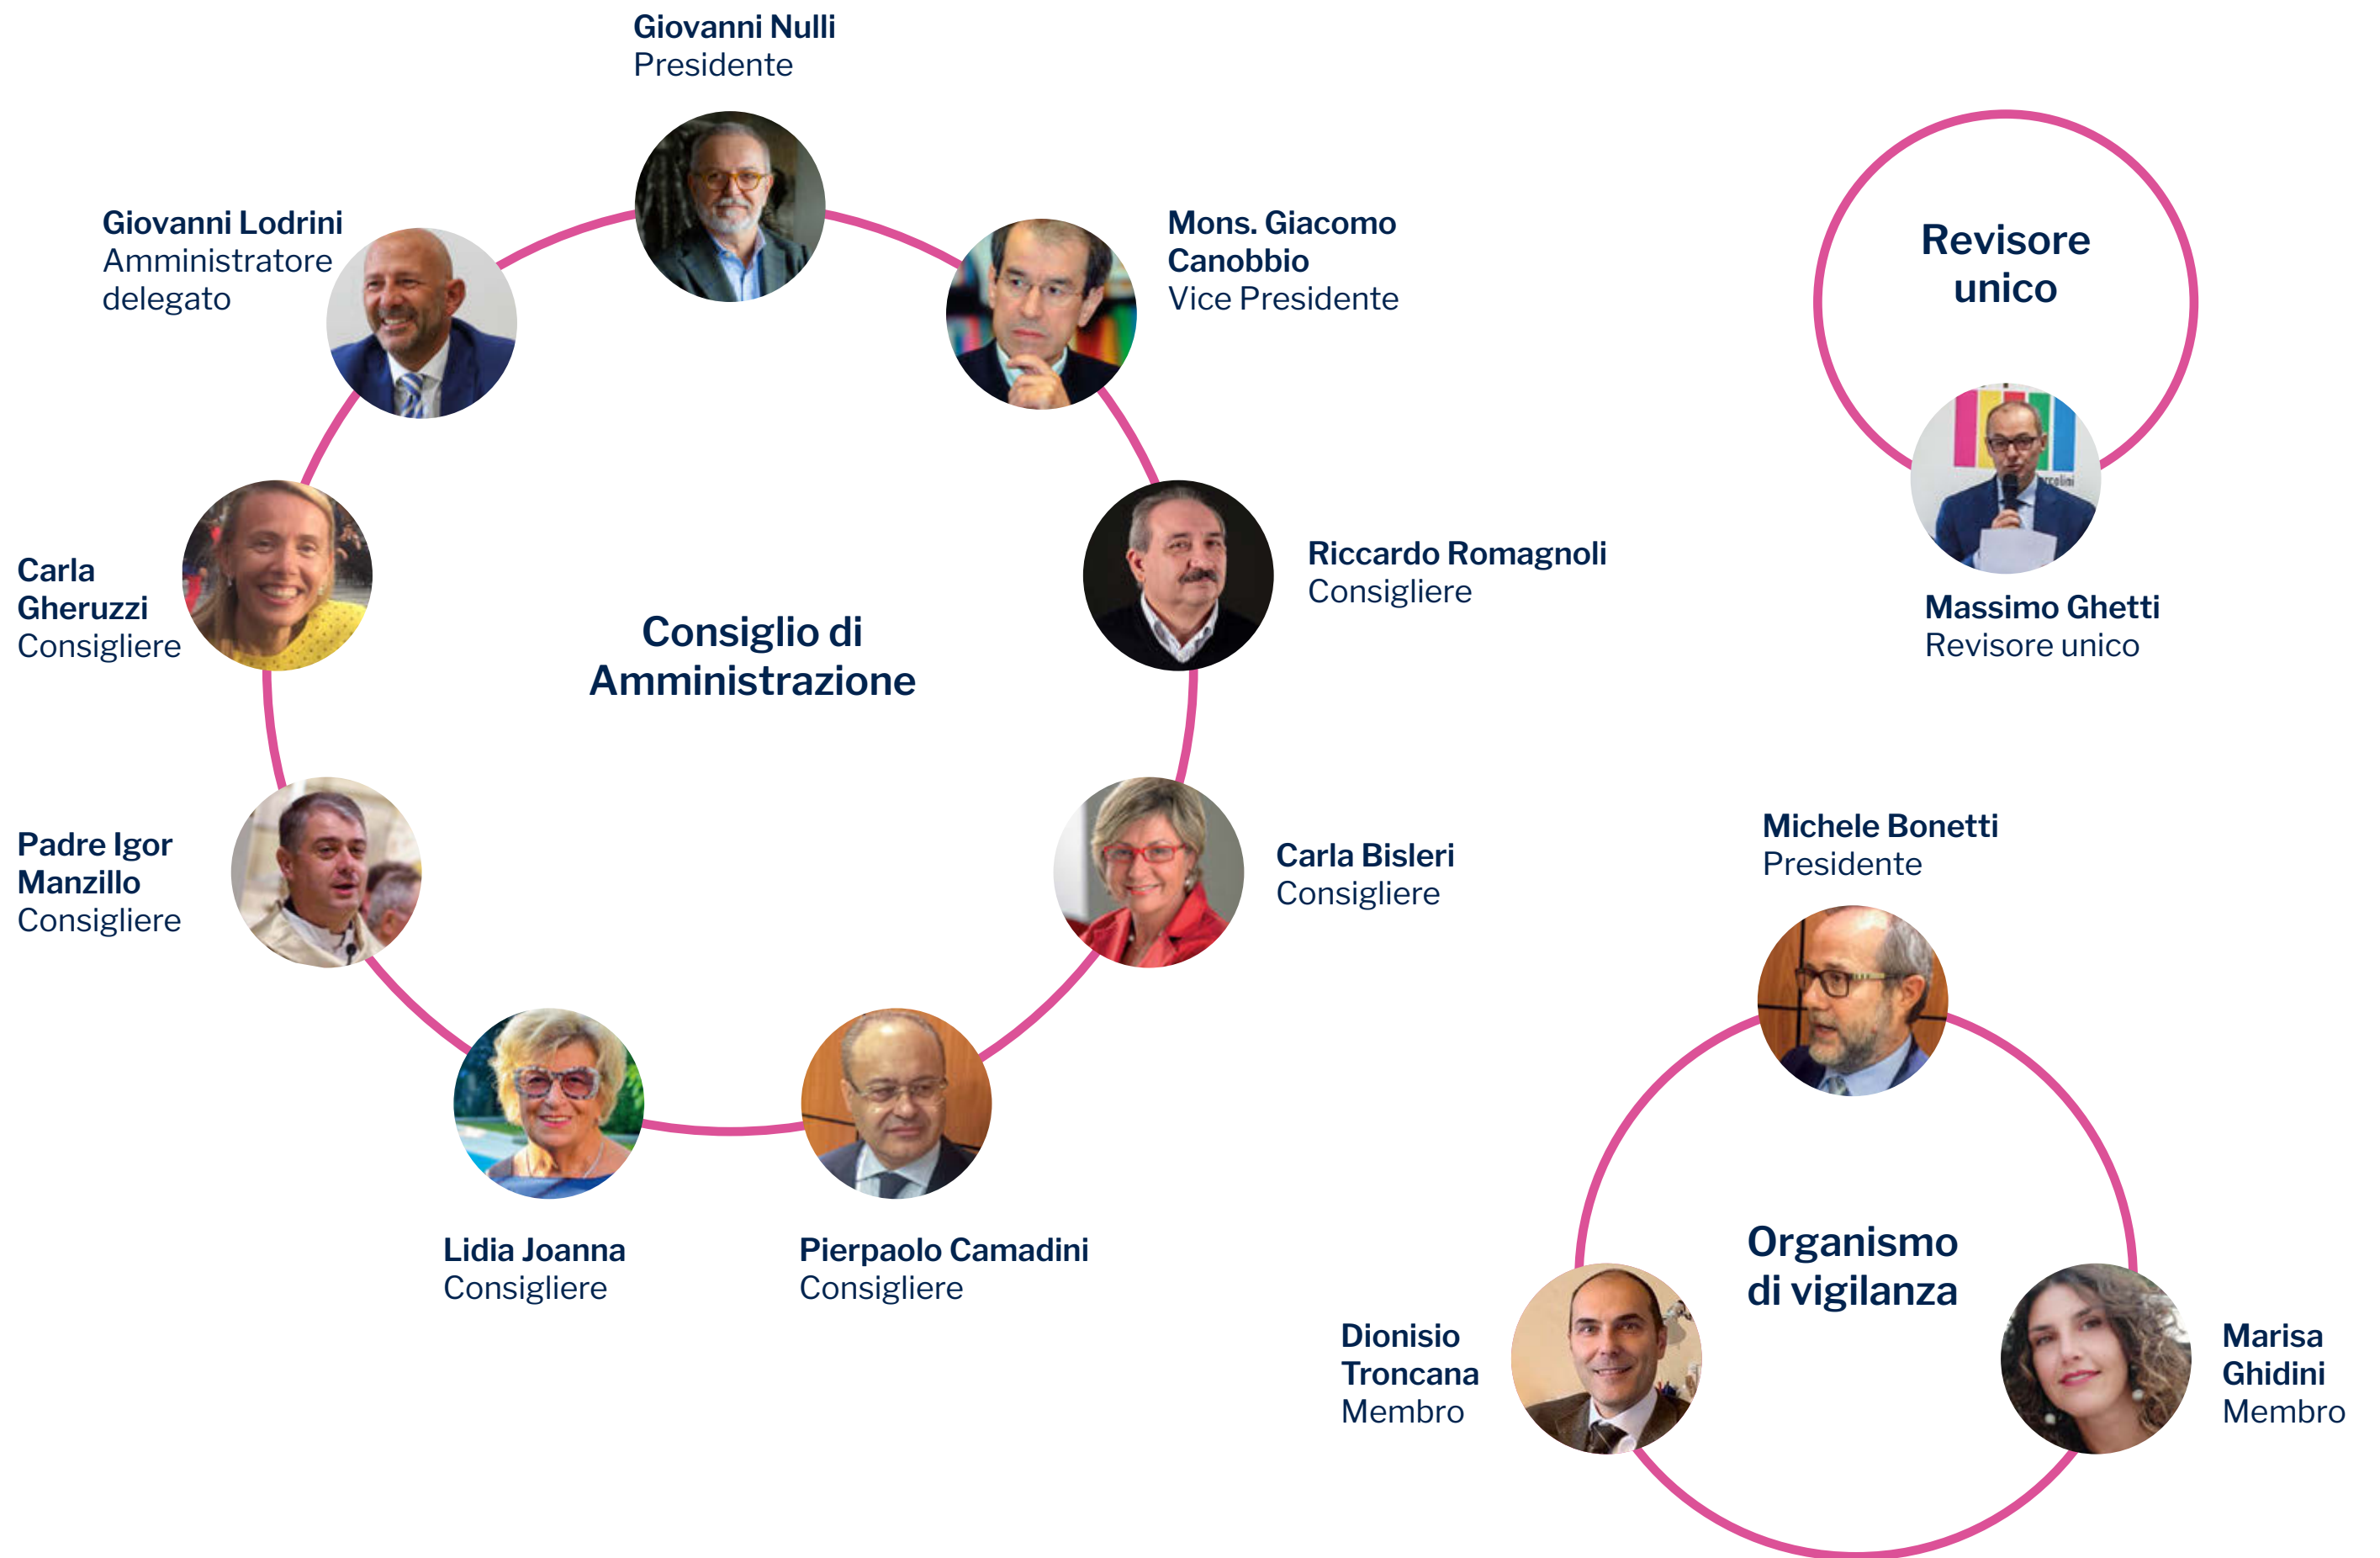 Giovanni Nulli
Presidente
Giovanni Lodrini
Amministratore
delegato
Mons. Giacomo
Canobbio
Vice Presidente
Carla
Gheruzzi
Consigliere
Riccardo Romagnoli
Consigliere
Consiglio di
Amministrazione
Padre Igor
Manzillo
Consigliere
Carla Bisleri
Consigliere
Lidia Joanna
Consigliere
Pierpaolo Camadini
Consigliere
Revisore
unico
Massimo Ghetti
Revisore unico
Michele Bonetti
Presidente
Organismo
di vigilanza
Dionisio
Troncana
Membro
Marisa
Ghidini
Membro